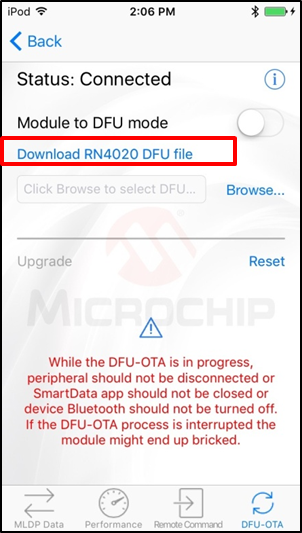 iPod 2:06 PM
Back
Status: Connected
Module to DFU mode
Download RN4020 DFU file
Click Browse to select DFU... Browse...
Upgrade Reset
MICROCHIP
While the DFU-OTA is in progress,
peripheral should not be disconnected or
SmartData app should not be closed or
device Bluetooth should not be turned off.
If the DFU-OTA process is interrupted the
module might end up bricked.
MLDP Data Performance Remote Command DFU-OTA